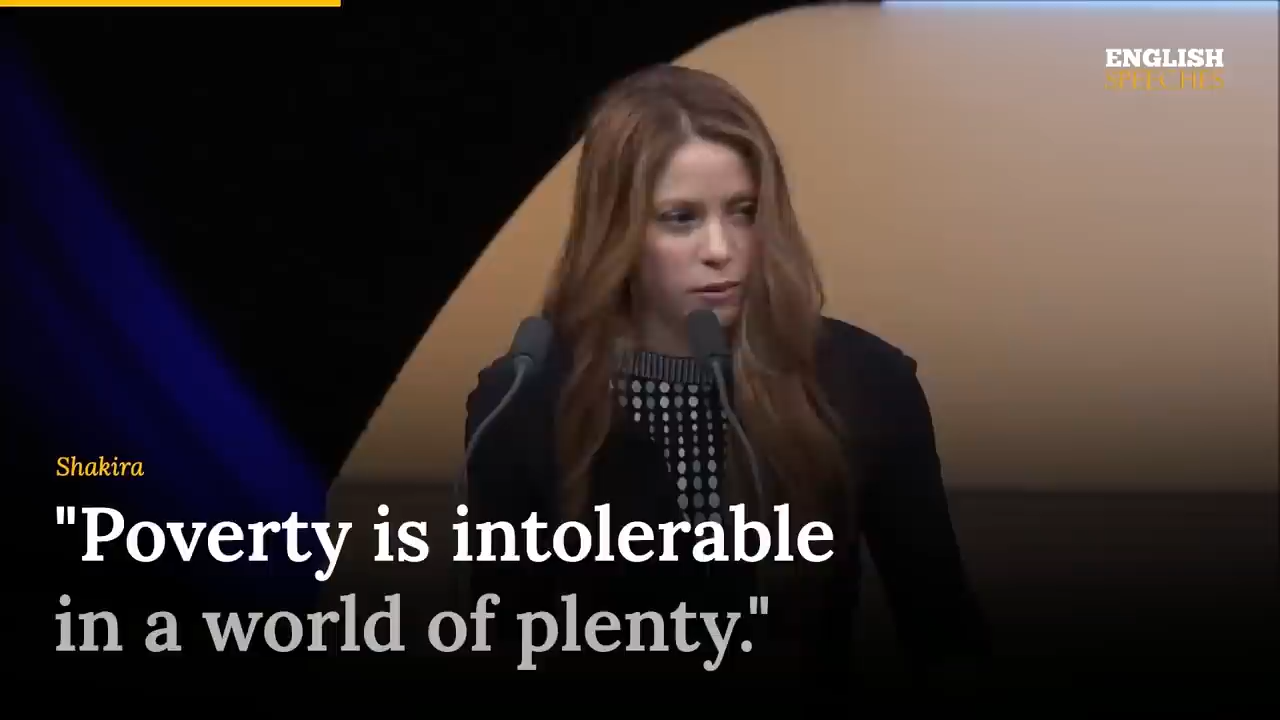 ENGLISH
SPEECHES
Shakira
"Poverty is intolerable
in a world of plenty."